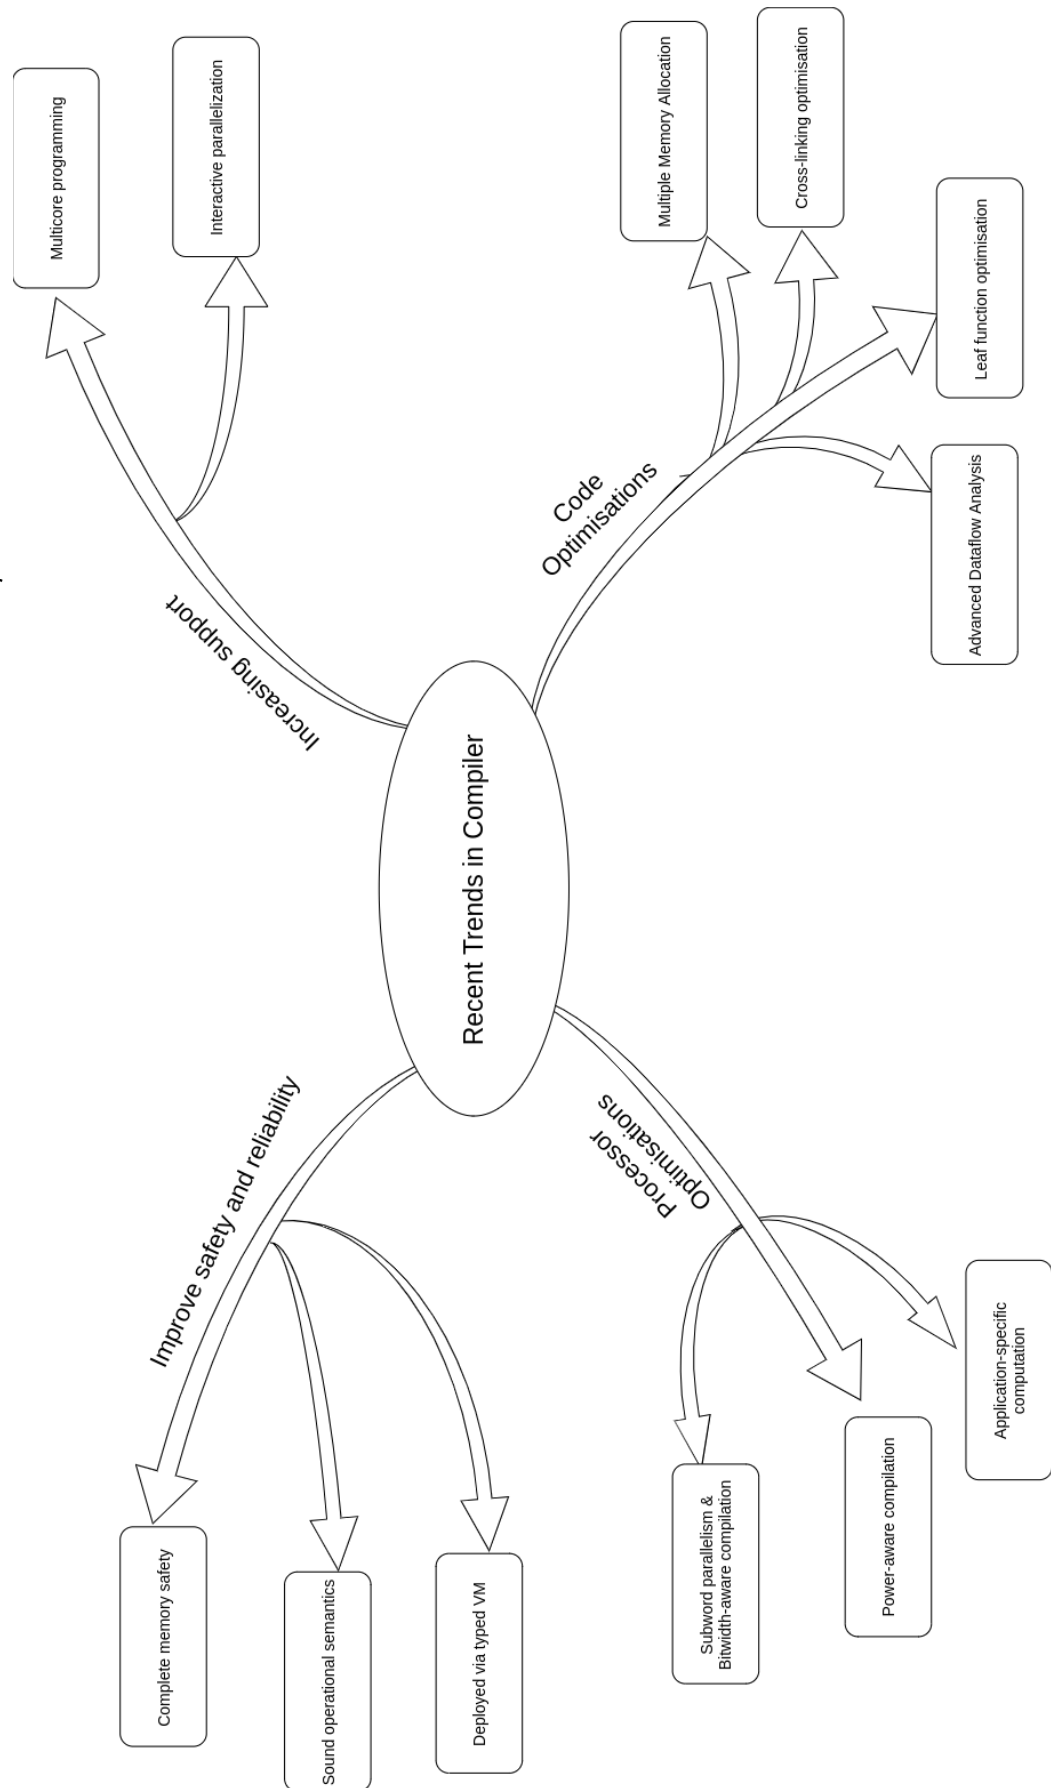 Improve safety and reliability
Complete memory safety
Sound operational semantics
Deployed via typed VM
Increasing support
Multicore programming
Interactive parallelization
Recent Trends in Compiler
Processor
Optimisations
Subword parallelism &
Bitwidth-aware compilation
Power-aware compilation
Application-specific
computation
Code
Optimisations
Multiple Memory Allocation
Cross-linking optimisation
Leaf function optimisation
Advanced Dataflow Analysis